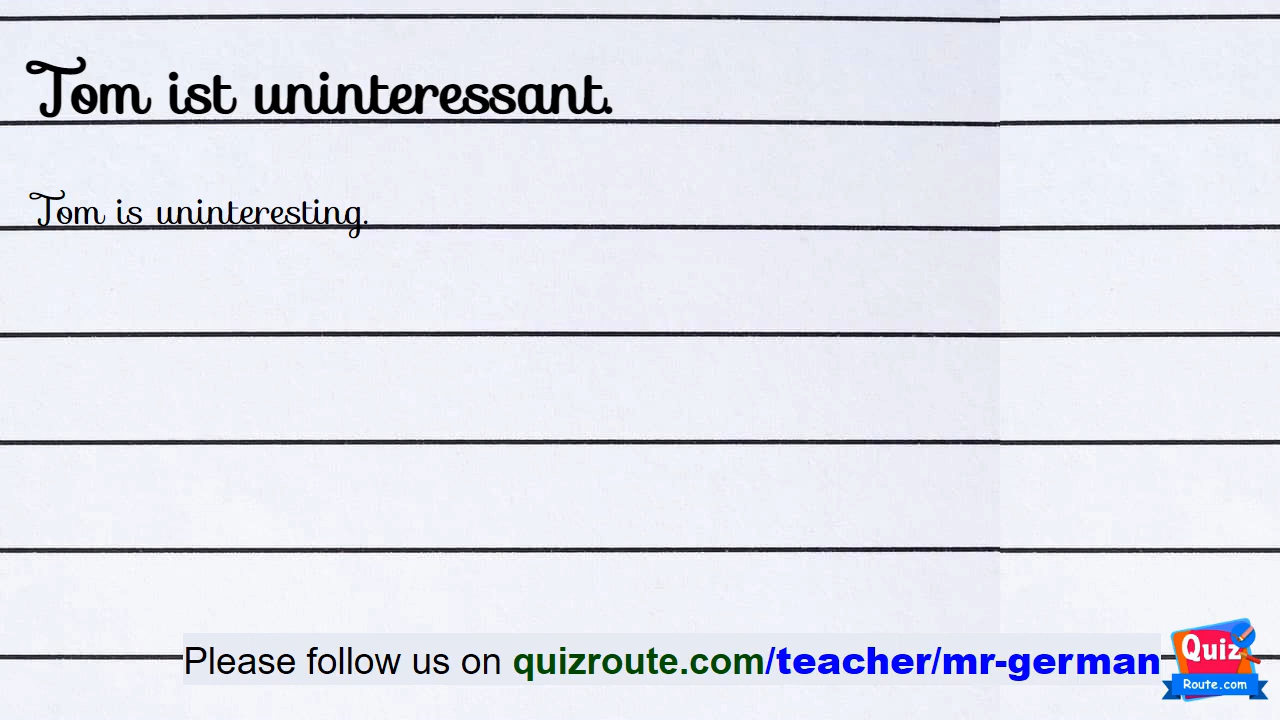 Tom ist uninteressant.
Tom is uninteresting.
Please follow us on quizroute.com/teacher/mr-german
Quiz
Route.com